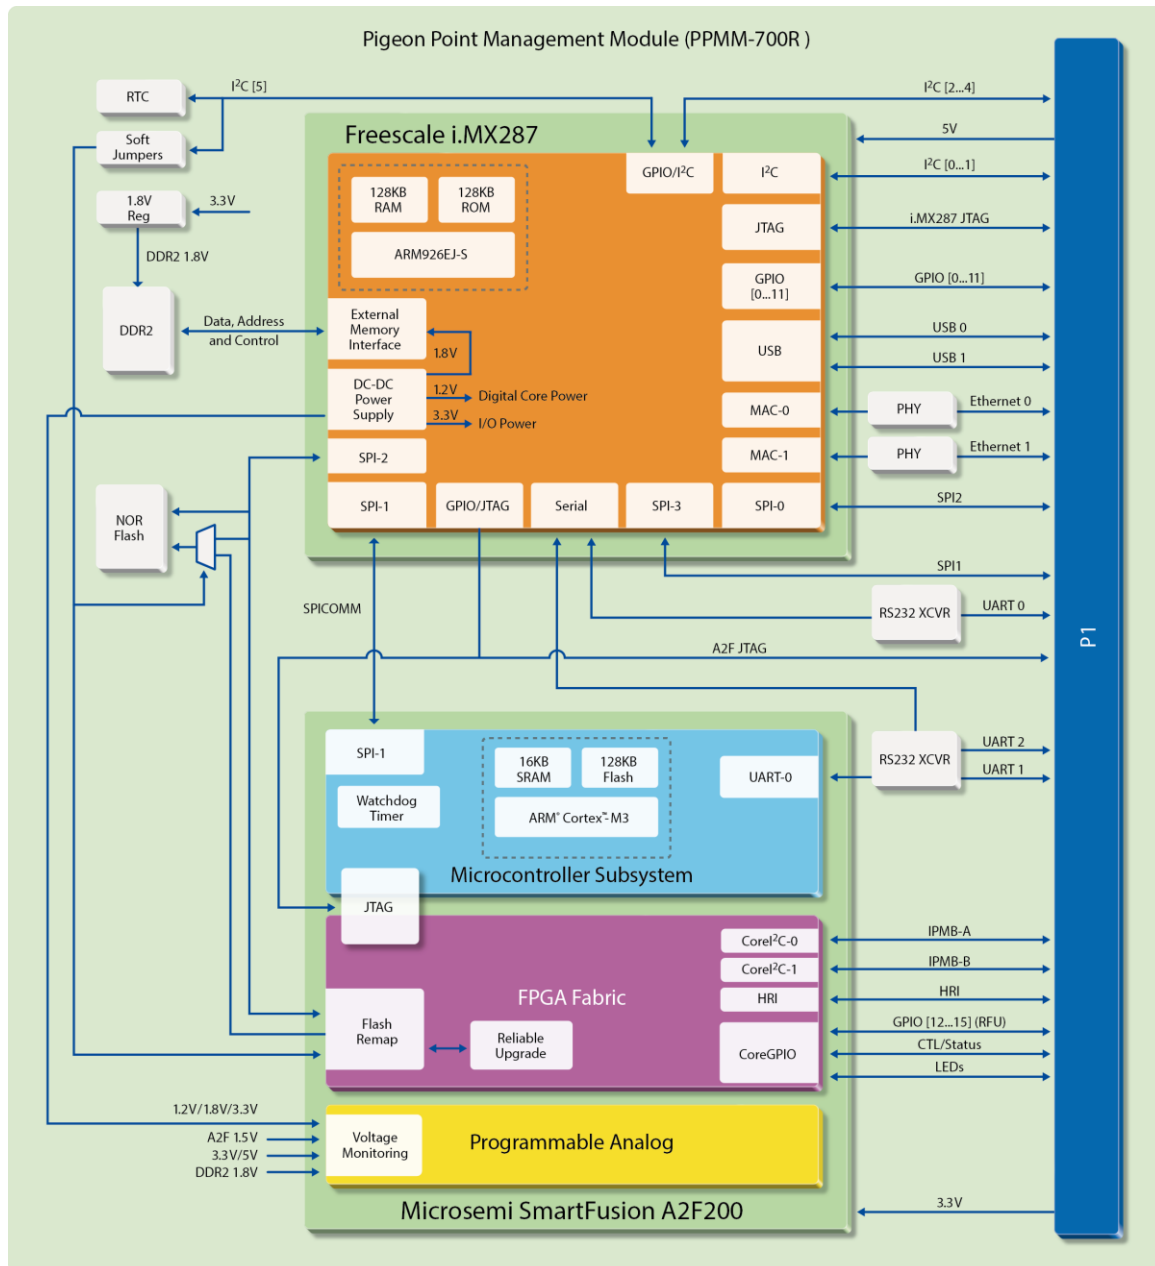 Pigeon Point Management Module (PPMM-700R )
RTC
I²C [5]
I²C [2...4]
Soft
Jumpers
Freescale i.MX287
5V
GPIO/I²C
I²C
I²C [0...1]
128KB
RAM
128KB
ROM
1.8V
Reg
3.3V
JTAG
i.MX287 JTAG
ARM926EJ-S
DDR2 1.8V
GPIO
[0...11]
GPIO [0...11]
DDR2
Data, Address
and Control
External
Memory
Interface
USB 0
USB
USB 1
1.8V
DC-DC
Power
Supply
1.2V
Digital Core Power
3.3V
I/O Power
MAC-0
PHY
Ethernet 0
SPI-2
MAC-1
PHY
Ethernet 1
NOR
Flash
SPI-1
GPIO/JTAG
Serial
SPI-3
SPI-0
SPI2
SPI1
SPICOMM
RS232 XCVR
UART 0
A2F JTAG
P1
SPI-1
16KB
SRAM
128KB
Flash
UART-0
RS232 XCVR
UART 2
UART 1
Watchdog
Timer
ARM® Cortex™-M3
Microcontroller Subsystem
JTAG
CoreI²C-0
IPMB-A
CoreI²C-1
IPMB-B
FPGA Fabric
HRI
HRI
Flash
Remap
Reliable
Upgrade
CoreGPIO
GPIO [12...15] (RFU)
CTL/Status
LEDs
1.2V/1.8V/3.3V
A2F 1.5V
3.3V/5V
DDR2 1.8V
Voltage
Monitoring
Programmable Analog
Microsemi SmartFusion A2F200
3.3V